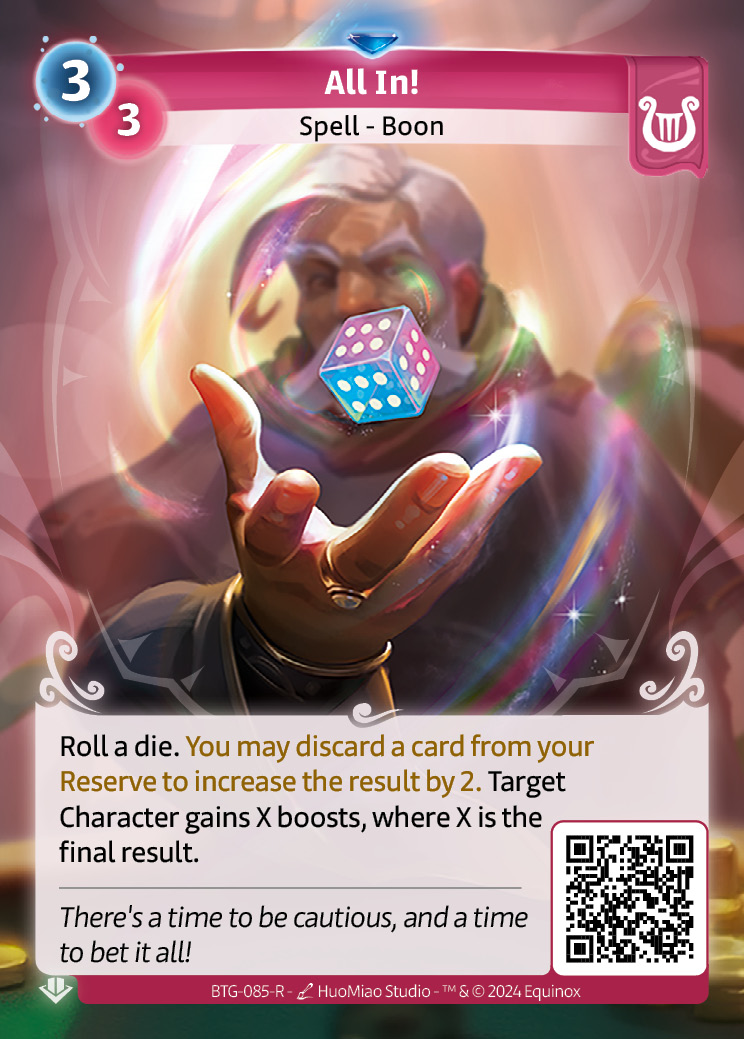 3
All In!
3
Spell - Boon
Roll a die. You may discard a card from your
Reserve to increase the result by 2. Target
Character gains X boosts, where X is the
final result.
There's a time to be cautious, and a time
to bet it all!
BTG-085-R - HuoMiao Studio - ™ & © 2024 Equinox